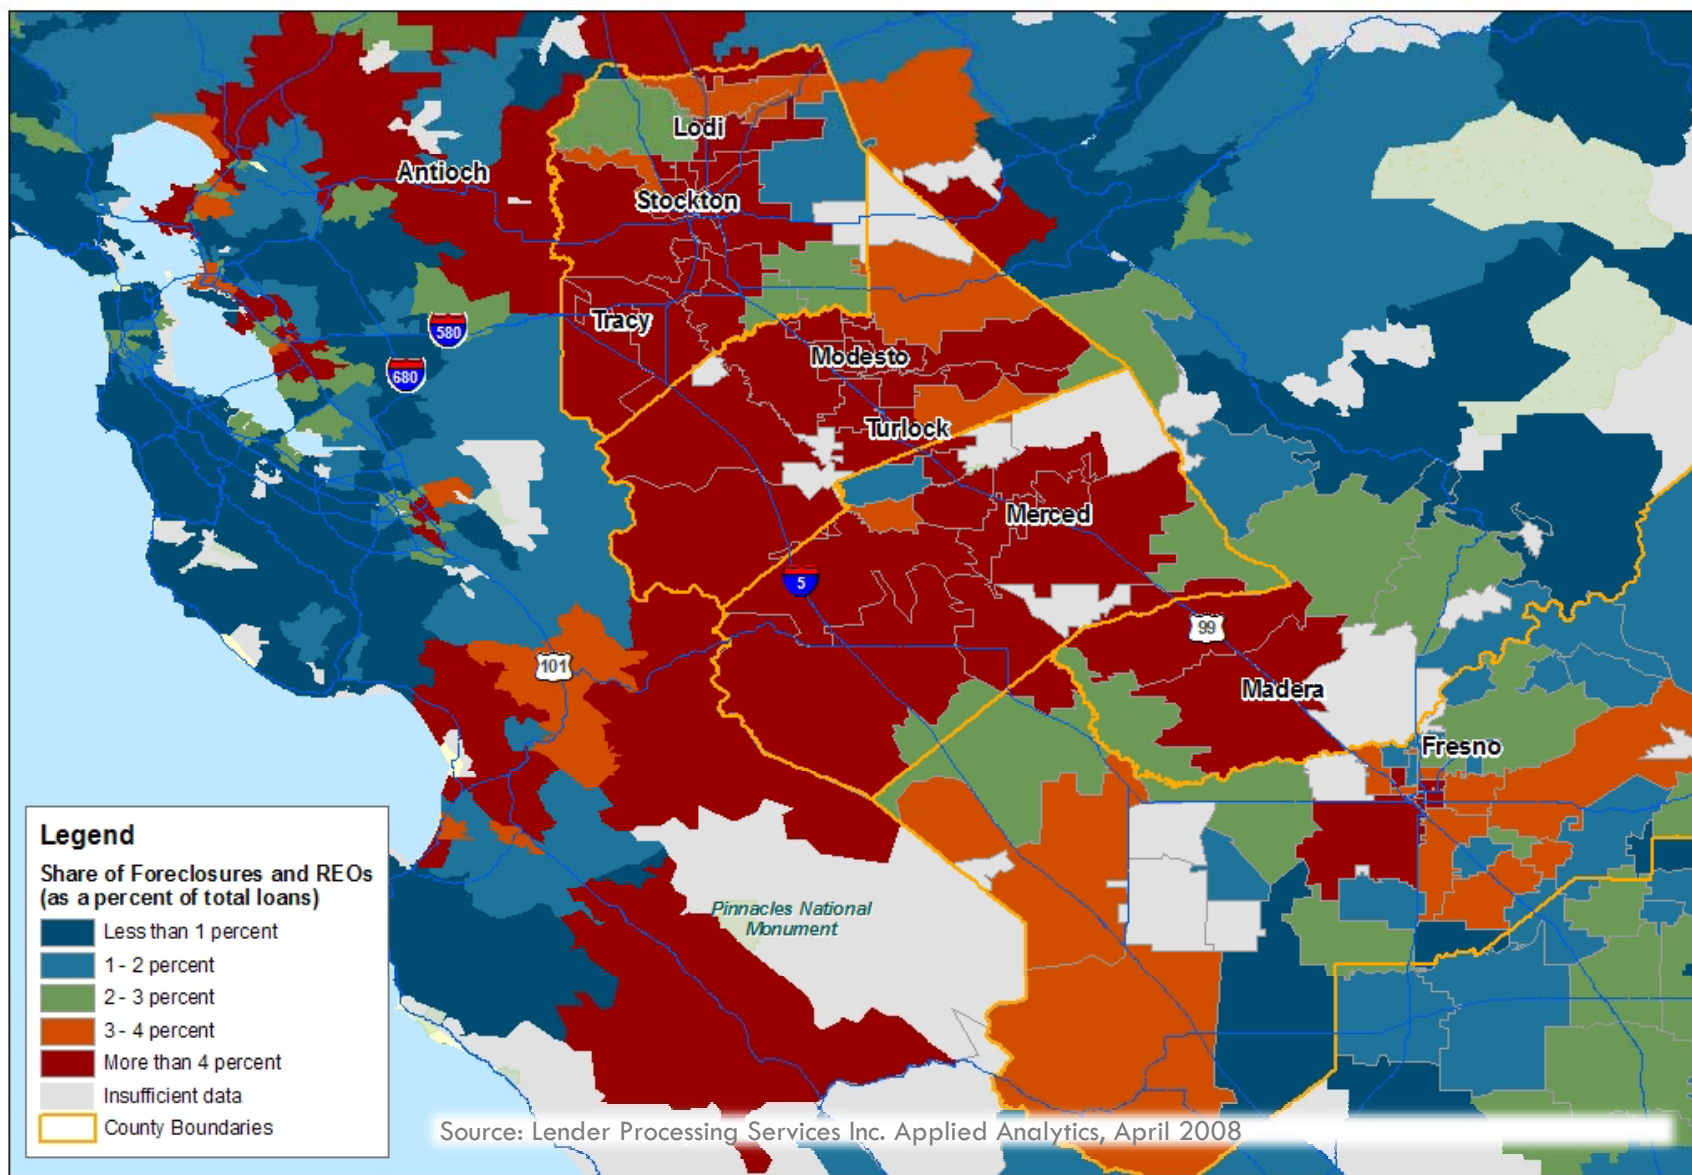 Lodi
Antioch
Stockton
Tracy
580
Modesto
680
Turlock
Merced
5
99
101
Madera
Fresno
Pinnacles National
Monument
Legend
Share of Foreclosures and REOs
(as a percent of total loans)
Less than 1 percent
1 - 2 percent
2 - 3 percent
3 - 4 percent
More than 4 percent
Insufficient data
County Boundaries
Source: Lender Processing Services Inc. Applied Analytics, April 2008